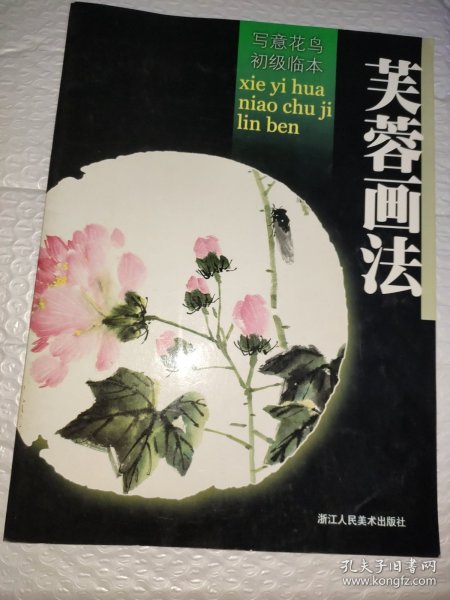 写意花鸟
初级临本
xie yi hua
niao chu ji
lin ben
芙蓉画法
浙江人民美术出版社
孔夫子旧书网
www.kongfz.com